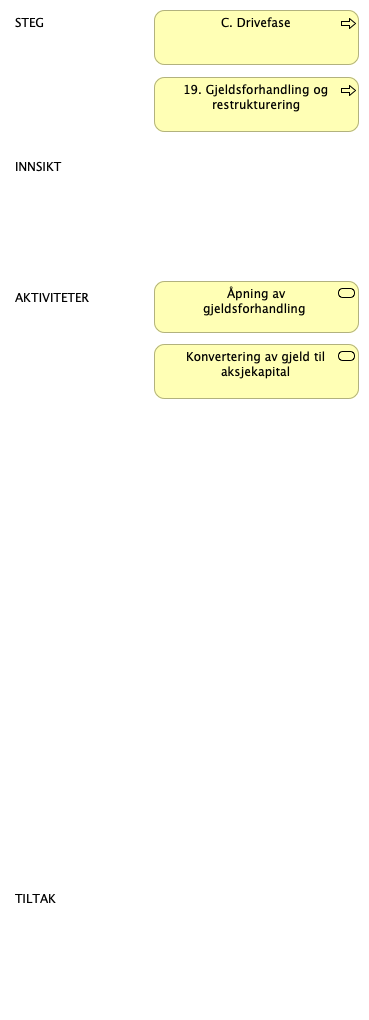 STEG
C. Drivefase
19. Gjeldsforhandling og
restrukturering
INNSIKT
AKTIVITETER
Åpning av
gjeldsforhandling
Konvertering av gjeld til
aksjekapital
TILTAK